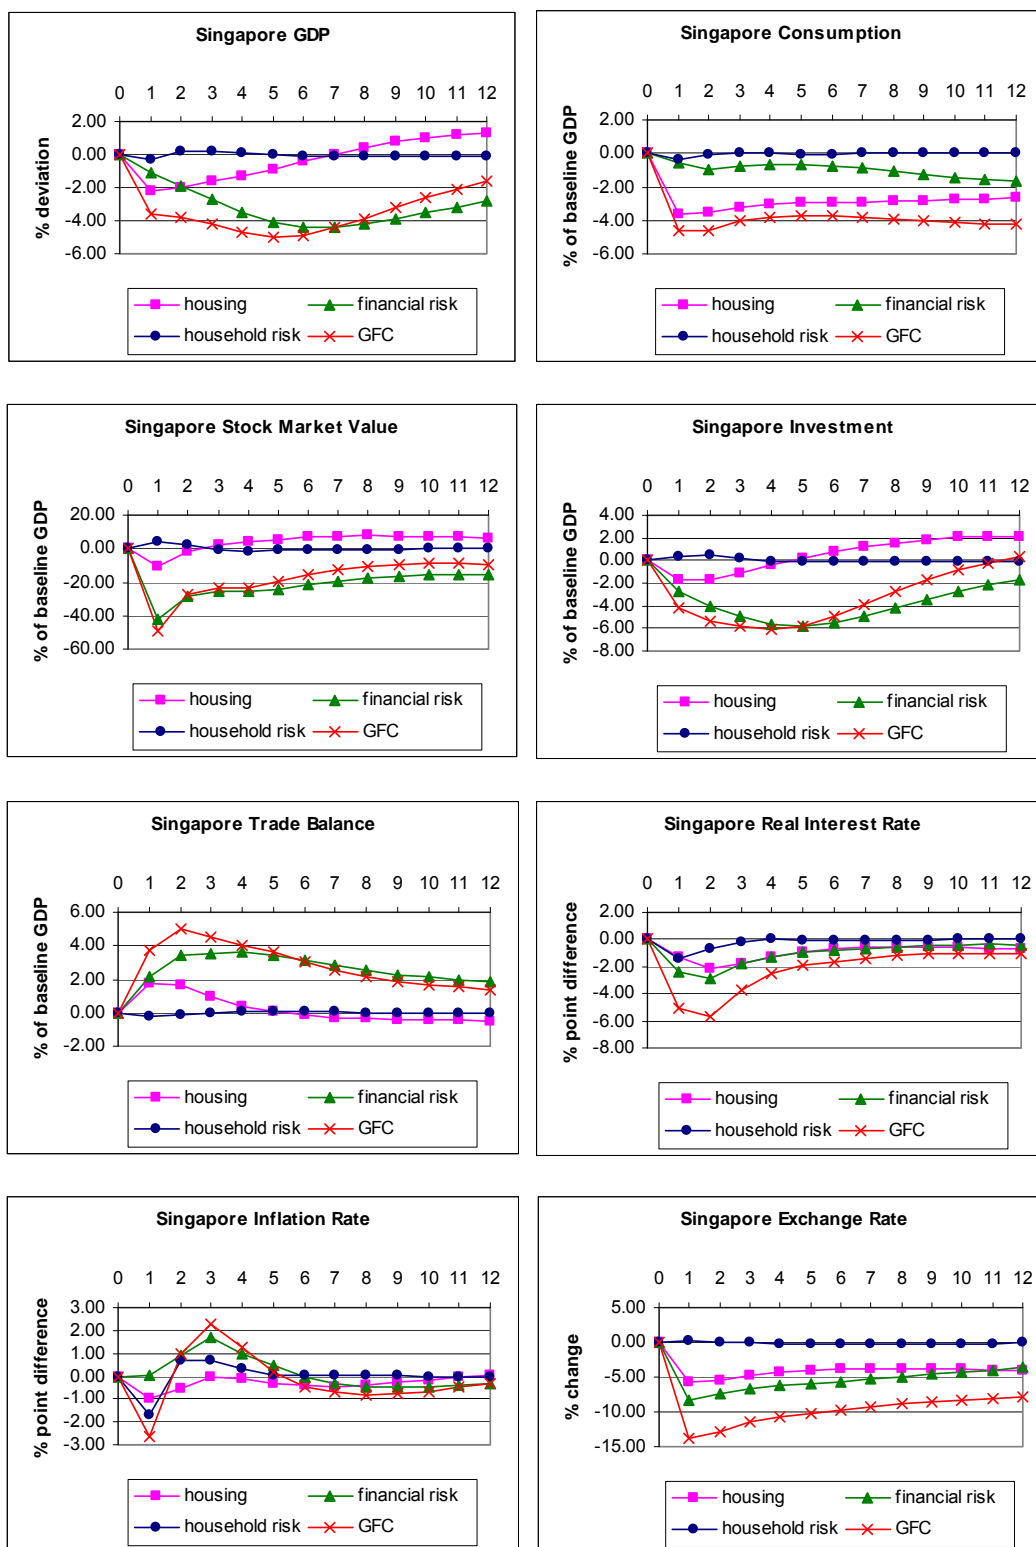 Singapore GDP
0 1 2 3 4 5 6 7 8 9 10 11 12
2.00
0.00
-2.00
-4.00
-6.00
% deviation
housing
financial risk
household risk
GFC
Singapore Consumption
0 1 2 3 4 5 6 7 8 9 10 11 12
2.00
0.00
-2.00
-4.00
-6.00
% of baseline GDP
housing
financial risk
household risk
GFC
Singapore Stock Market Value
0 1 2 3 4 5 6 7 8 9 10 11 12
20.00
0.00
-20.00
-40.00
-60.00
% of baseline GDP
housing
financial risk
household risk
GFC
Singapore Investment
0 1 2 3 4 5 6 7 8 9 10 11 12
4.00
2.00
0.00
-2.00
-4.00
-6.00
-8.00
% of baseline GDP
housing
financial risk
household risk
GFC
Singapore Trade Balance
0 1 2 3 4 5 6 7 8 9 10 11 12
6.00
4.00
2.00
0.00
-2.00
% of baseline GDP
housing
financial risk
household risk
GFC
Singapore Real Interest Rate
0 1 2 3 4 5 6 7 8 9 10 11 12
2.00
0.00
-2.00
-4.00
-6.00
-8.00
% point difference
housing
financial risk
household risk
GFC
Singapore Inflation Rate
0 1 2 3 4 5 6 7 8 9 10 11 12
3.00
2.00
1.00
0.00
-1.00
-2.00
-3.00
% point difference
housing
financial risk
household risk
GFC
Singapore Exchange Rate
0 1 2 3 4 5 6 7 8 9 10 11 12
5.00
0.00
-5.00
-10.00
-15.00
% change
housing
financial risk
household risk
GFC